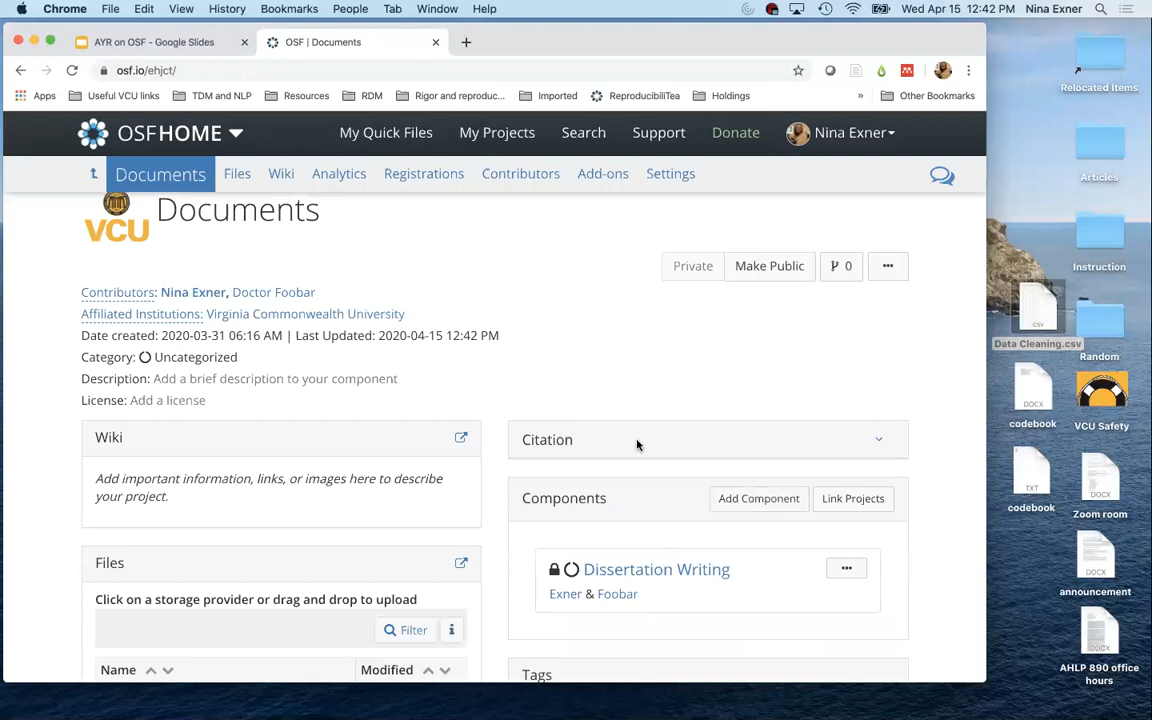 Chrome File Edit View History Bookmarks People Tab Window Help Wed Apr 15 12:42 PM Nina Exner
AYR on OSF - Google Slides OSF | Documents
osf.io/ehjct/
Apps Useful VCU links TDM and NLP Resources RDM Rigor and reproduc... Imported ReproducibiliTea Holdings » Other Bookmarks
OSFHOME My Quick Files My Projects Search Support Donate Nina Exner
Documents Files Wiki Analytics Registrations Contributors Add-ons Settings
VCU Documents
Private Make Public 0 •••
Contributors: Nina Exner, Doctor Foobar
Affiliated Institutions: Virginia Commonwealth University
Date created: 2020-03-31 06:16 AM | Last Updated: 2020-04-15 12:42 PM
Category: Uncategorized
Description: Add a brief description to your component
License: Add a license
Wiki
Add important information, links, or images here to describe
your project.
Files
Click on a storage provider or drag and drop to upload
Filter i
Name Modified
Citation
Components Add Component Link Projects
Dissertation Writing •••
Exner & Foobar
Tags
Relocated Items
Articles
Instruction
CSV
Data Cleaning.csv
Random
DOCX
codebook
VCU Safety
TXT
codebook
DOCX
Zoom room
DOCX
announcement
DOCX
AHLP 890 office
hours